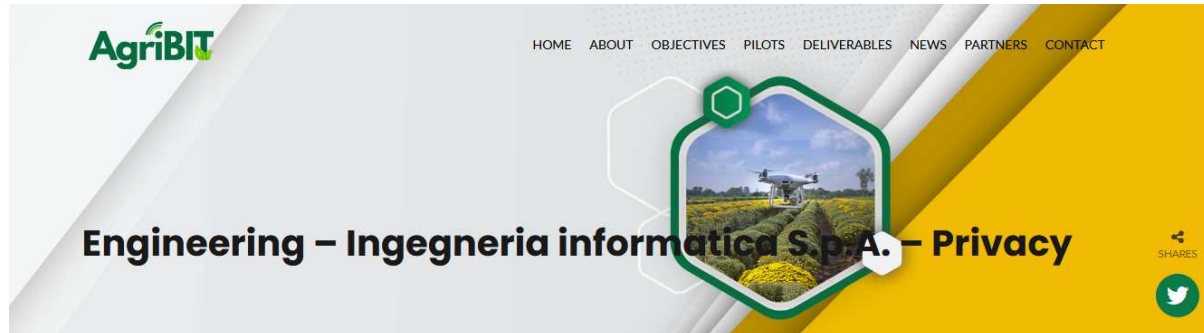 AgriBIT
HOME ABOUT OBJECTIVES PILOTS DELIVERABLES NEWS PARTNERS CONTACT
Engineering – Ingegneria informatica S.p.A. – Privacy
SHARES